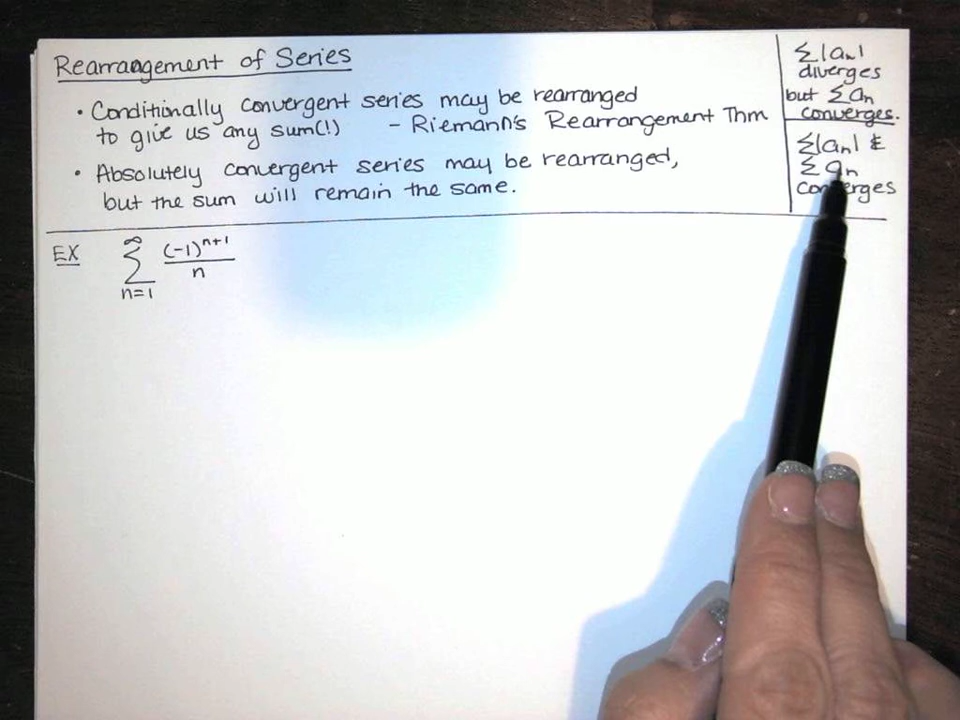 Rearrangement of Series
• Conditionally convergent series may be rearranged
to give us any sum(!) – Riemann's Rearrangement Thm
• Absolutely convergent series may be rearranged,
but the sum will remain the same.
Σ|aₙ|
diverges
but Σaₙ
converges.
Σ|aₙ| &
Σ aₙ
converges
EX ∞ Σ n=1 (-1)ⁿ⁺¹/n